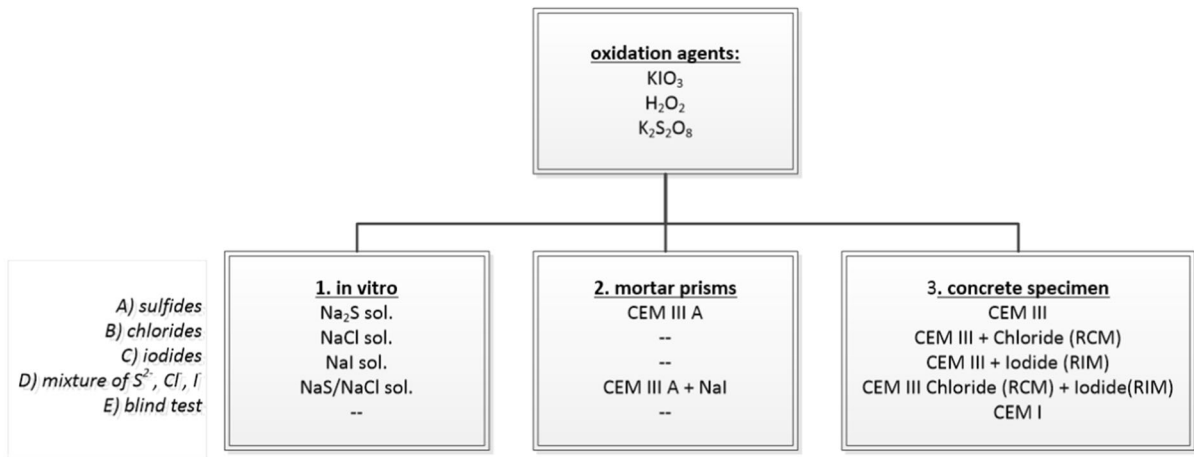 oxidation agents:
KIO₃
H₂O₂
K₂S₂O₈
A) sulfides
B) chlorides
C) iodides
D) mixture of S²⁻, Cl⁻, I⁻
E) blind test
1. in vitro
Na₂S sol.
NaCl sol.
NaI sol.
NaS/NaCl sol.
--
2. mortar prisms
CEM III A
--
--
CEM III A + NaI
--
3. concrete specimen
CEM III
CEM III + Chloride (RCM)
CEM III + Iodide (RIM)
CEM III Chloride (RCM) + Iodide(RIM)
CEM I